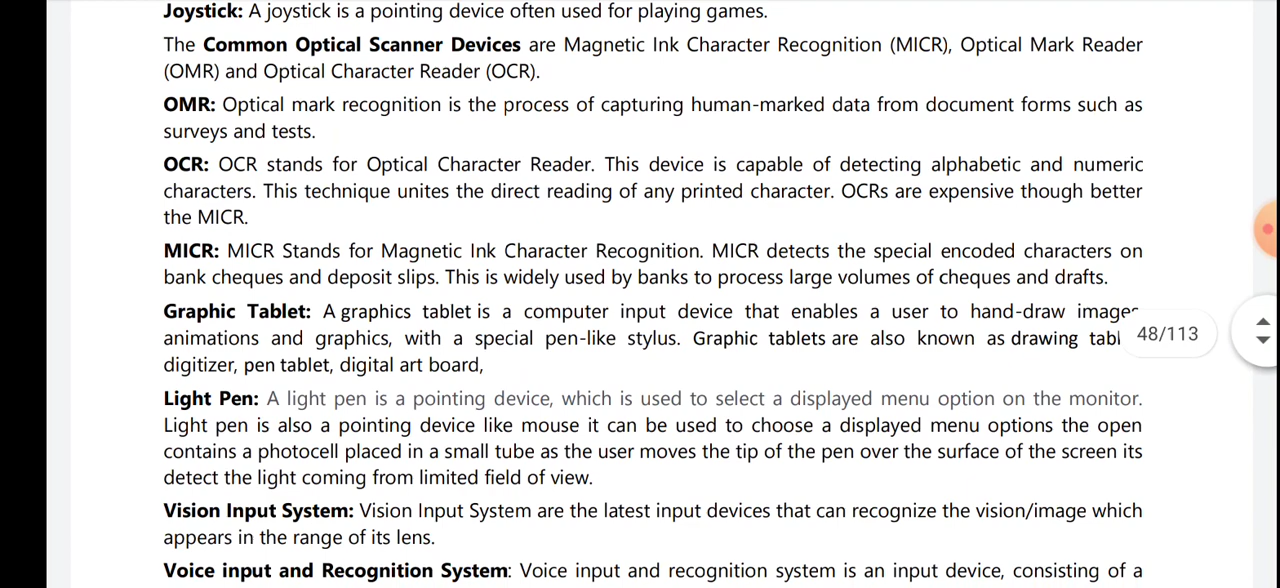 Joystick: A joystick is a pointing device often used for playing games.
The Common Optical Scanner Devices are Magnetic Ink Character Recognition (MICR), Optical Mark Reader
(OMR) and Optical Character Reader (OCR).
OMR: Optical mark recognition is the process of capturing human-marked data from document forms such as
surveys and tests.
OCR: OCR stands for Optical Character Reader. This device is capable of detecting alphabetic and numeric
characters. This technique unites the direct reading of any printed character. OCRs are expensive though better
the MICR.
MICR: MICR Stands for Magnetic Ink Character Recognition. MICR detects the special encoded characters on
bank cheques and deposit slips. This is widely used by banks to process large volumes of cheques and drafts.
Graphic Tablet: A graphics tablet is a computer input device that enables a user to hand-draw images
animations and graphics, with a special pen-like stylus. Graphic tablets are also known as drawing
48/113
digitizer, pen tablet, digital art board,
Light Pen: A light pen is a pointing device, which is used to select a displayed menu option on the monitor.
Light pen is also a pointing device like mouse it can be used to choose a displayed menu options the open
contains a photocell placed in a small tube as the user moves the tip of the pen over the surface of the screen its
detect the light coming from limited field of view.
Vision Input System: Vision Input System are the latest input devices that can recognize the vision/image which
appears in the range of its lens.
Voice input and Recognition System: Voice input and recognition system is an input device, consisting of a